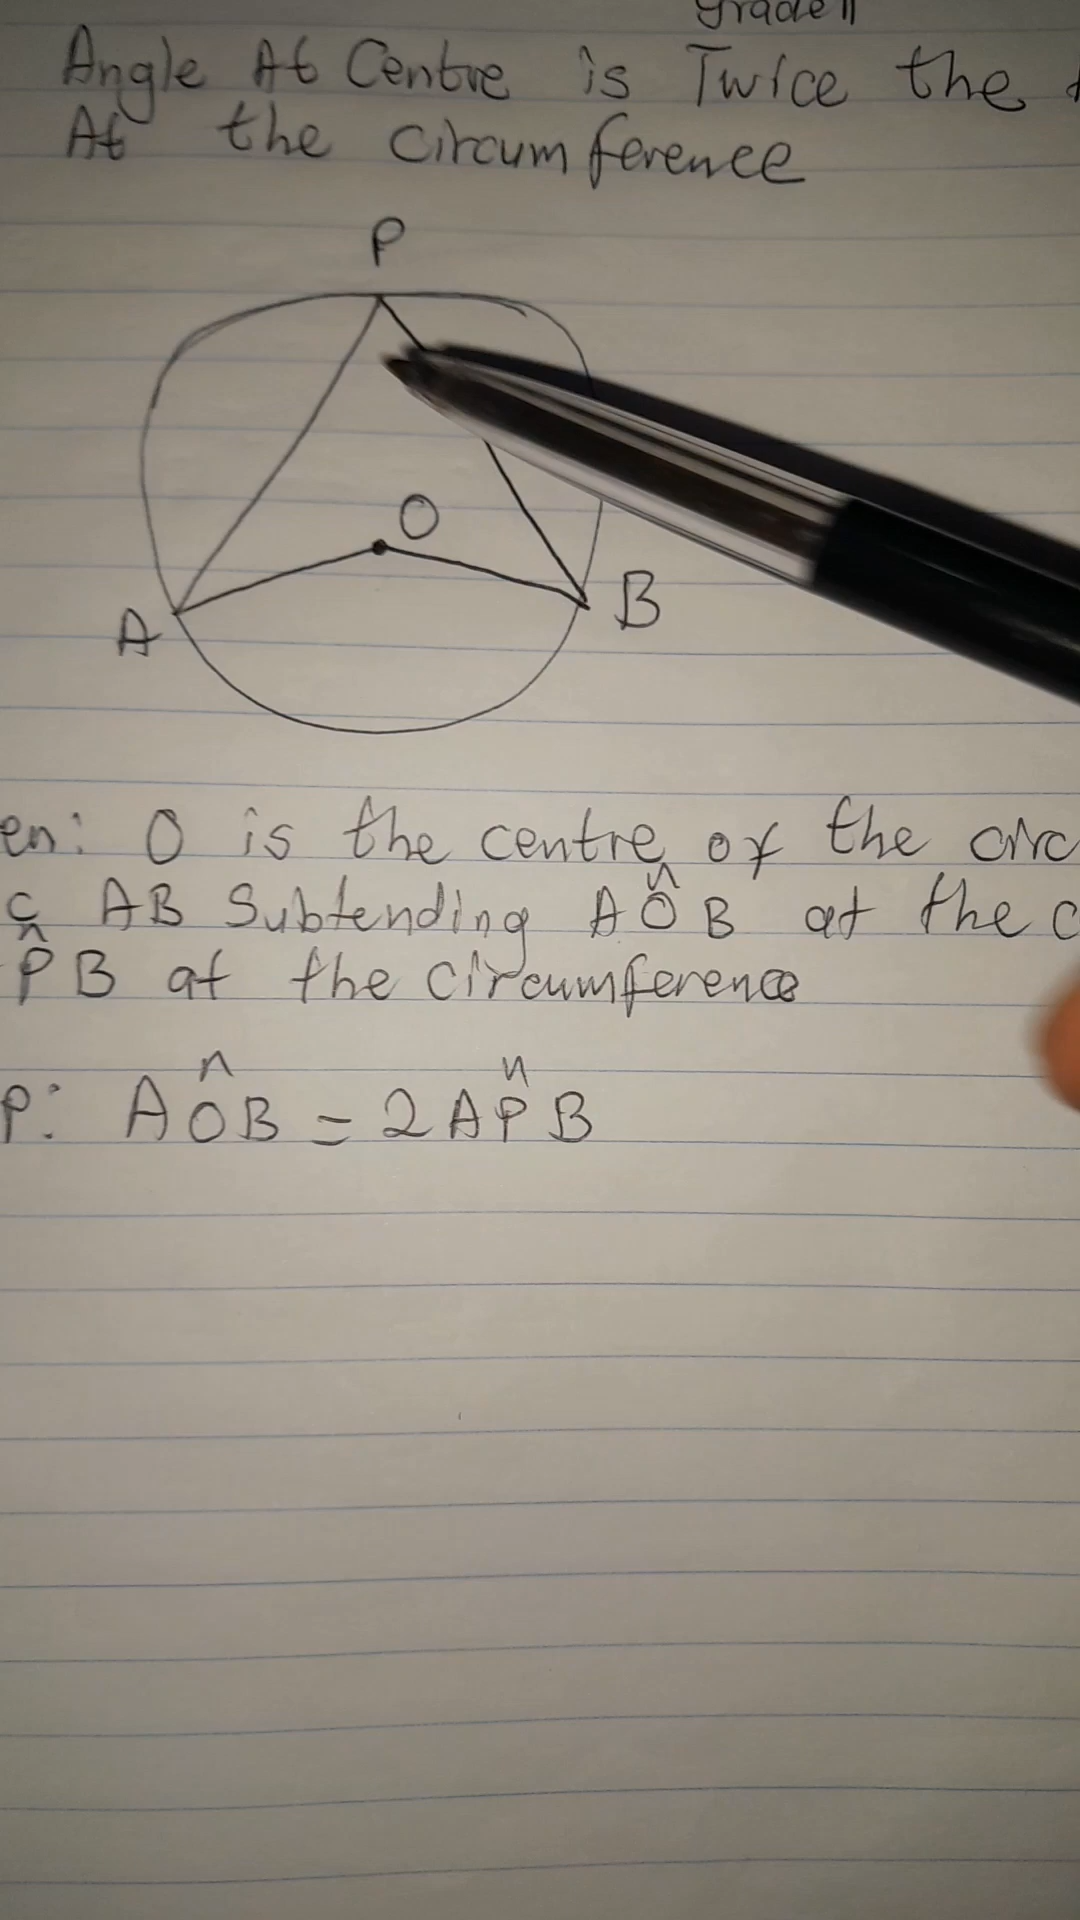 Grade 11
Angle At Centre is Twice the
At the circumference
P
O
A
B
en: O is the centre of the circ
c AB Subtending AÔB at the c
P̂B at the circumference
P: AÔB = 2AP̂B